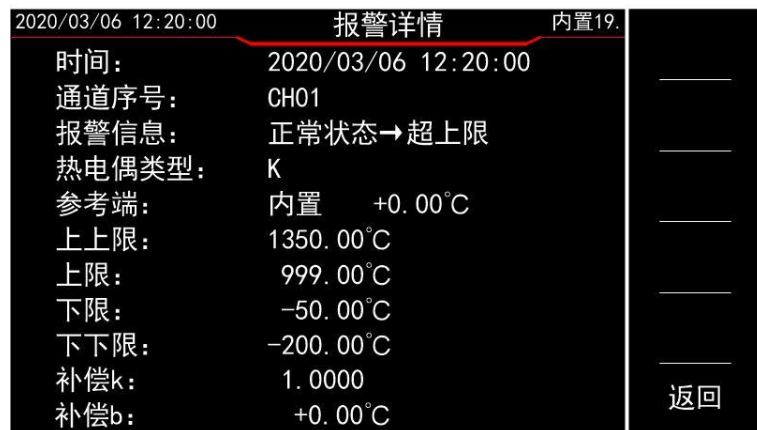 2020/03/06 12:20:00 报警详情 内置19.
时间： 2020/03/06 12:20:00
通道序号： CH01
报警信息： 正常状态→超上限
热电偶类型： K
参考端： 内置 +0.00℃
上上限： 1350.00℃
上限： 999.00℃
下限： -50.00℃
下下限： -200.00℃
补偿k： 1.0000
补偿b： +0.00℃
返回